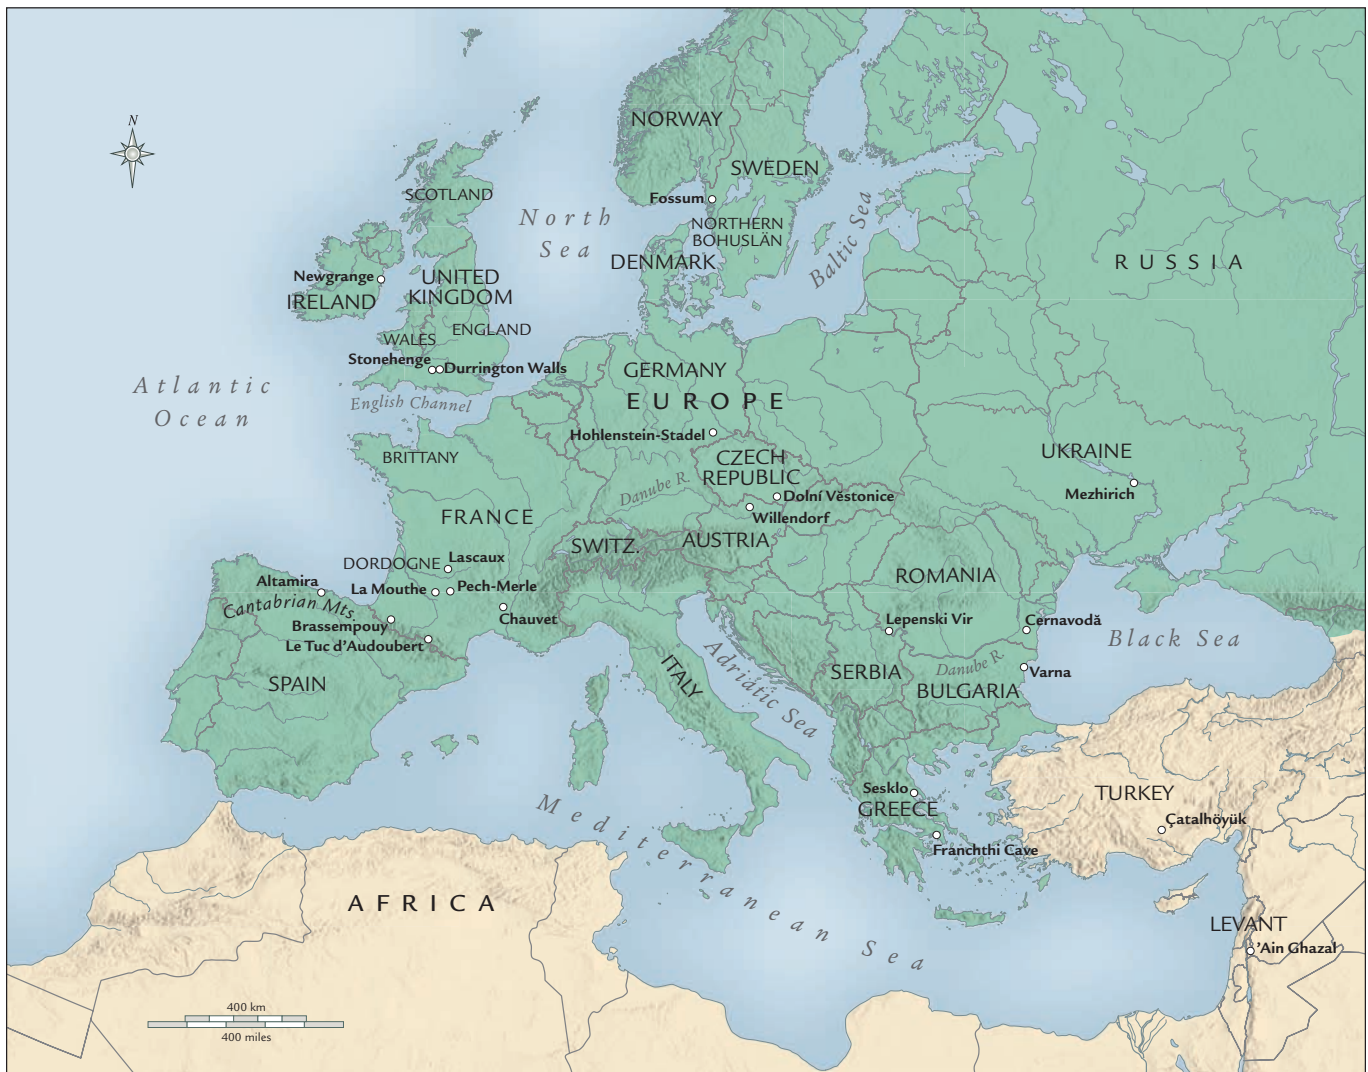 N
NORWAY
SCOTLAND
SWEDEN
Fossum
North
Sea
NORTHERN
BOHUSLÄN
Baltic Sea
DENMARK
RUSSIA
Newgrange
UNITED
KINGDOM
IRELAND
ENGLAND
WALES
Stonehenge
Durrington Walls
GERMANY
Atlantic
Ocean
English Channel
EUROPE
Hohlenstein-Stadel
BRITTANY
CZECH
REPUBLIC
UKRAINE
Danube R.
Dolní Věstonice
Mezhirich
Willendorf
FRANCE
SWITZ.
AUSTRIA
DORDOGNE
Lascaux
ROMANIA
Altamira
La Mouthe
Pech-Merle
Cantabrian Mts.
Chauvet
Brassempouy
Lepenski Vir
Cernavodă
Le Tuc d'Audoubert
Black Sea
Adriatic Sea
ITALY
SPAIN
SERBIA
Danube R.
Varna
BULGARIA
Sesklo
GREECE
TURKEY
Çatalhöyük
Mediterranean Sea
Franchthi Cave
AFRICA
LEVANT
'Ain Ghazal
400 km
400 miles